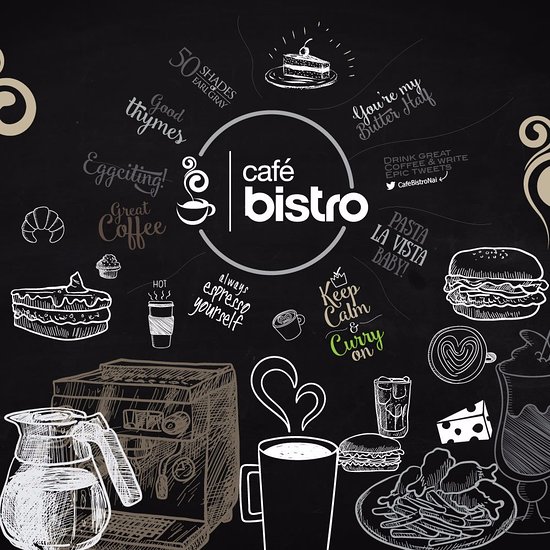 50 SHADES
of
EARL GRAY
Good
thymes
Eggciting!
Great
Coffee
café
bistro
You're my
Butter Half
DRINK GREAT
COFFEE & WRITE
EPIC TWEETS
CafeBistroNai
PASTA
LA VISTA
BABY!
HOT
always
espresso
yourself
Keep
Calm
&
Curry
on